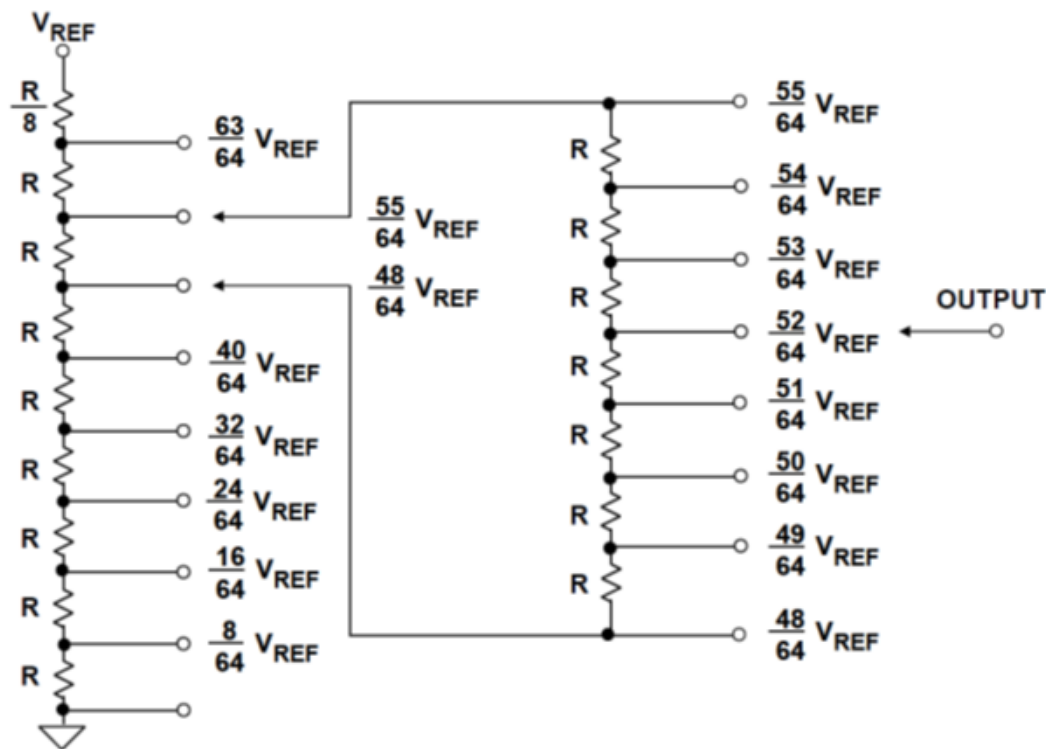 VREF
R/8
63/64 VREF
R
55/64 VREF
R
48/64 VREF
R
40/64 VREF
R
32/64 VREF
R
24/64 VREF
R
16/64 VREF
R
8/64 VREF
R
55/64 VREF
R
54/64 VREF
R
53/64 VREF
R
52/64 VREF
OUTPUT
R
51/64 VREF
R
50/64 VREF
R
49/64 VREF
R
48/64 VREF